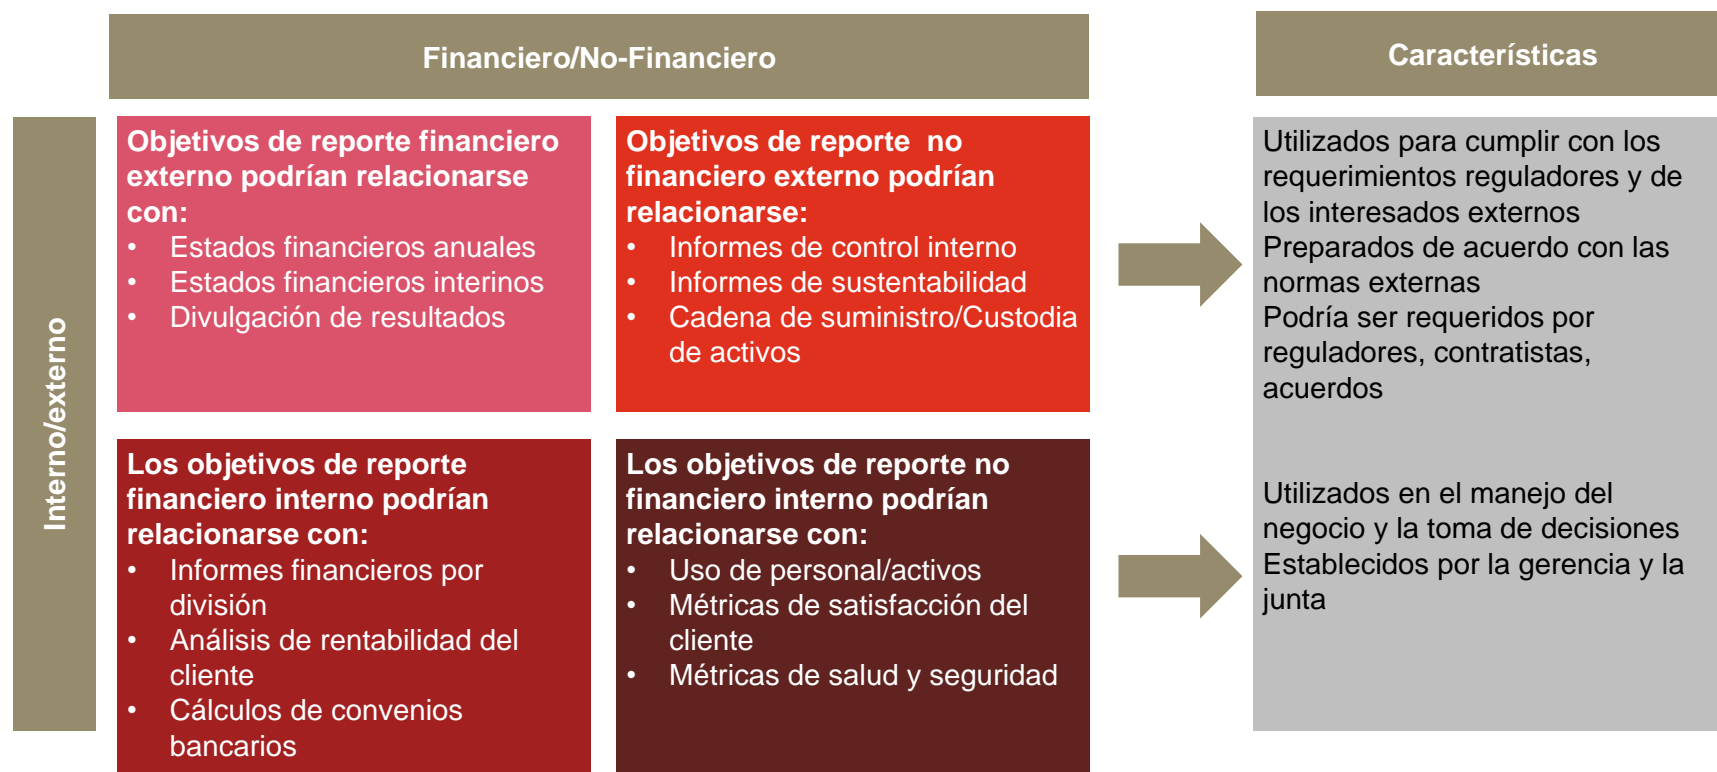 Financiero/No-Financiero
Características
Interno/externo
Objetivos de reporte financiero
externo podrían relacionarse
con:
• Estados financieros anuales
• Estados financieros interinos
• Divulgación de resultados
Objetivos de reporte no
financiero externo podrían
relacionarse:
• Informes de control interno
• Informes de sustentabilidad
• Cadena de suministro/Custodia
de activos
Utilizados para cumplir con los
requerimientos reguladores y de
los interesados externos
Preparados de acuerdo con las
normas externas
Podría ser requeridos por
reguladores, contratistas,
acuerdos
Los objetivos de reporte
financiero interno podrían
relacionarse con:
• Informes financieros por
división
• Análisis de rentabilidad del
cliente
• Cálculos de convenios
bancarios
Los objetivos de reporte no
financiero interno podrían
relacionarse con:
• Uso de personal/activos
• Métricas de satisfacción del
cliente
• Métricas de salud y seguridad
Utilizados en el manejo del
negocio y la toma de decisiones
Establecidos por la gerencia y la
junta